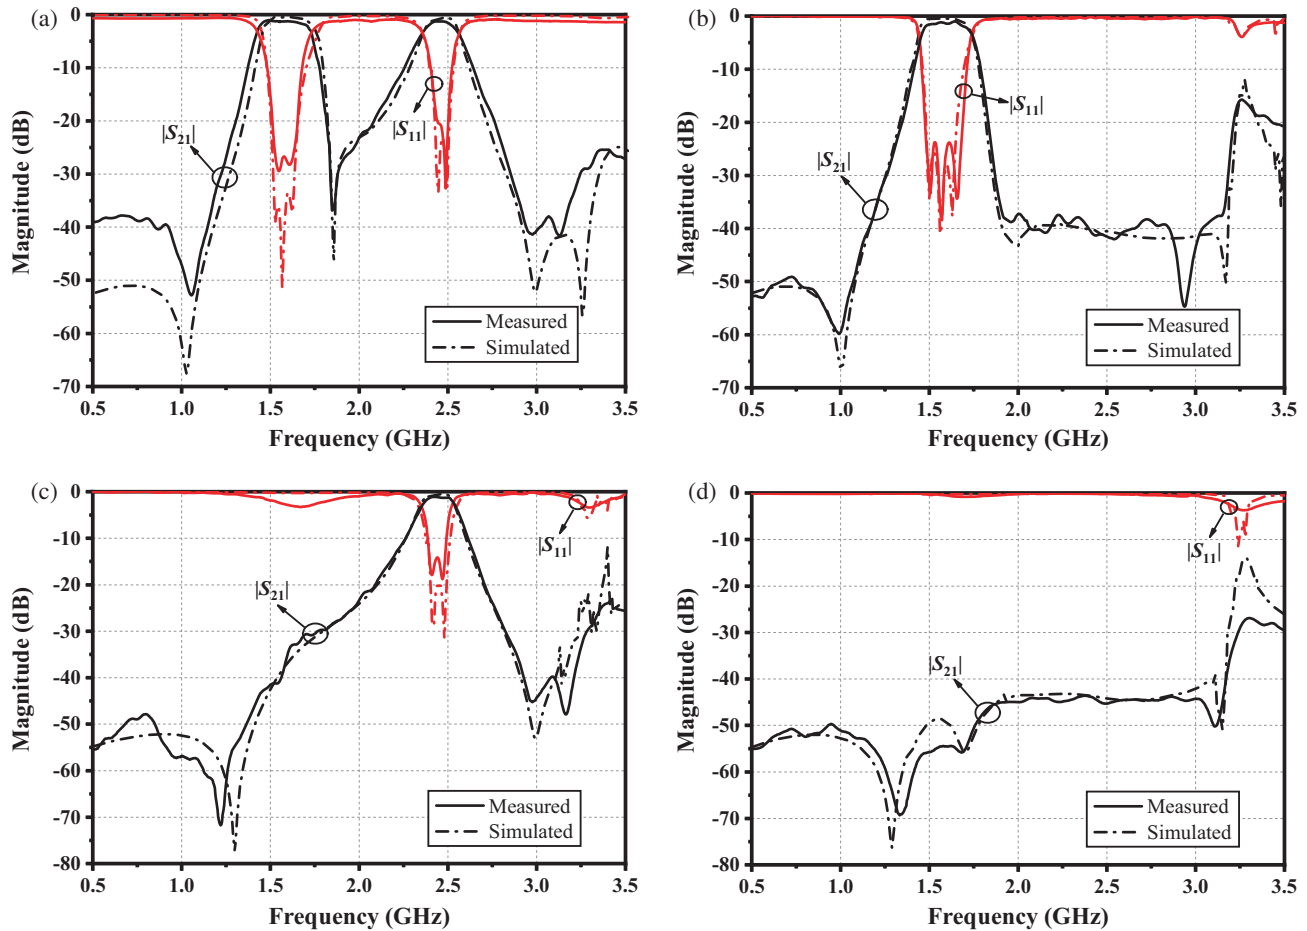 (a)
0
-10
-20
-30
-40
-50
-60
-70
Magnitude (dB)
|S21|
|S11|
Measured
Simulated
0.5 1.0 1.5 2.0 2.5 3.0 3.5
Frequency (GHz)
(b)
0
-10
-20
-30
-40
-50
-60
-70
Magnitude (dB)
|S11|
|S21|
Measured
Simulated
0.5 1.0 1.5 2.0 2.5 3.0 3.5
Frequency (GHz)
(c)
0
-10
-20
-30
-40
-50
-60
-70
-80
Magnitude (dB)
|S11|
|S21|
Measured
Simulated
0.5 1.0 1.5 2.0 2.5 3.0 3.5
Frequency (GHz)
(d)
0
-10
-20
-30
-40
-50
-60
-70
-80
Magnitude (dB)
|S11|
|S21|
Measured
Simulated
0.5 1.0 1.5 2.0 2.5 3.0 3.5
Frequency (GHz)